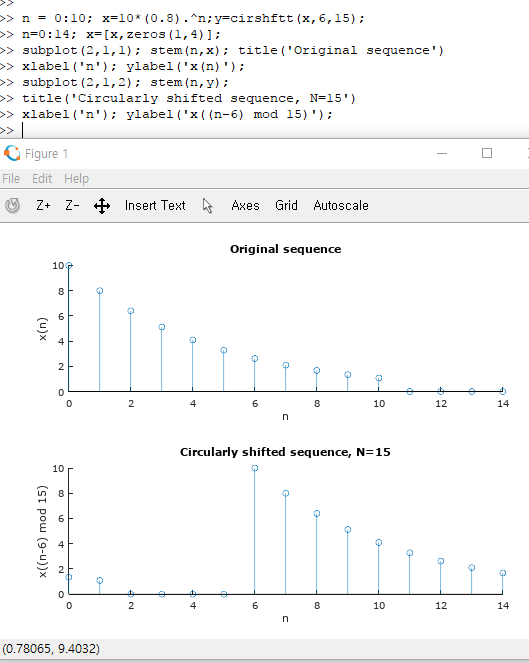 >>
>> n = 0:10; x=10*(0.8).^n;y=cirshftt(x,6,15);
>> n=0:14; x=[x,zeros(1,4)];
>> subplot(2,1,1); stem(n,x); title('Original sequence')
>> xlabel('n'); ylabel('x(n)');
>> subplot(2,1,2); stem(n,y);
>> title('Circularly shifted sequence, N=15')
>> xlabel('n'); ylabel('x((n-6) mod 15)');
>>
Figure 1
File Edit Help
Z+ Z- Insert Text Axes Grid Autoscale
Original sequence
10
8
6
4
2
0
x(n)
0 2 4 6 8 10 12 14
n
Circularly shifted sequence, N=15
10
8
6
4
2
0
x((n-6) mod 15)
0 2 4 6 8 10 12 14
n
(0.78065, 9.4032)